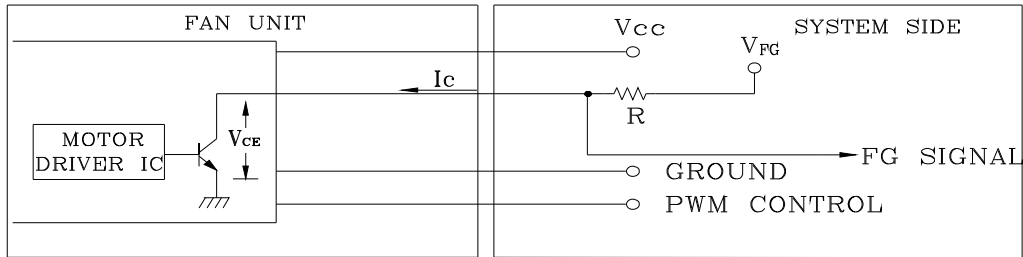 FAN UNIT
SYSTEM SIDE
Vcc
VFG
Ic
R
VCE
MOTOR
DRIVER IC
FG SIGNAL
GROUND
PWM CONTROL